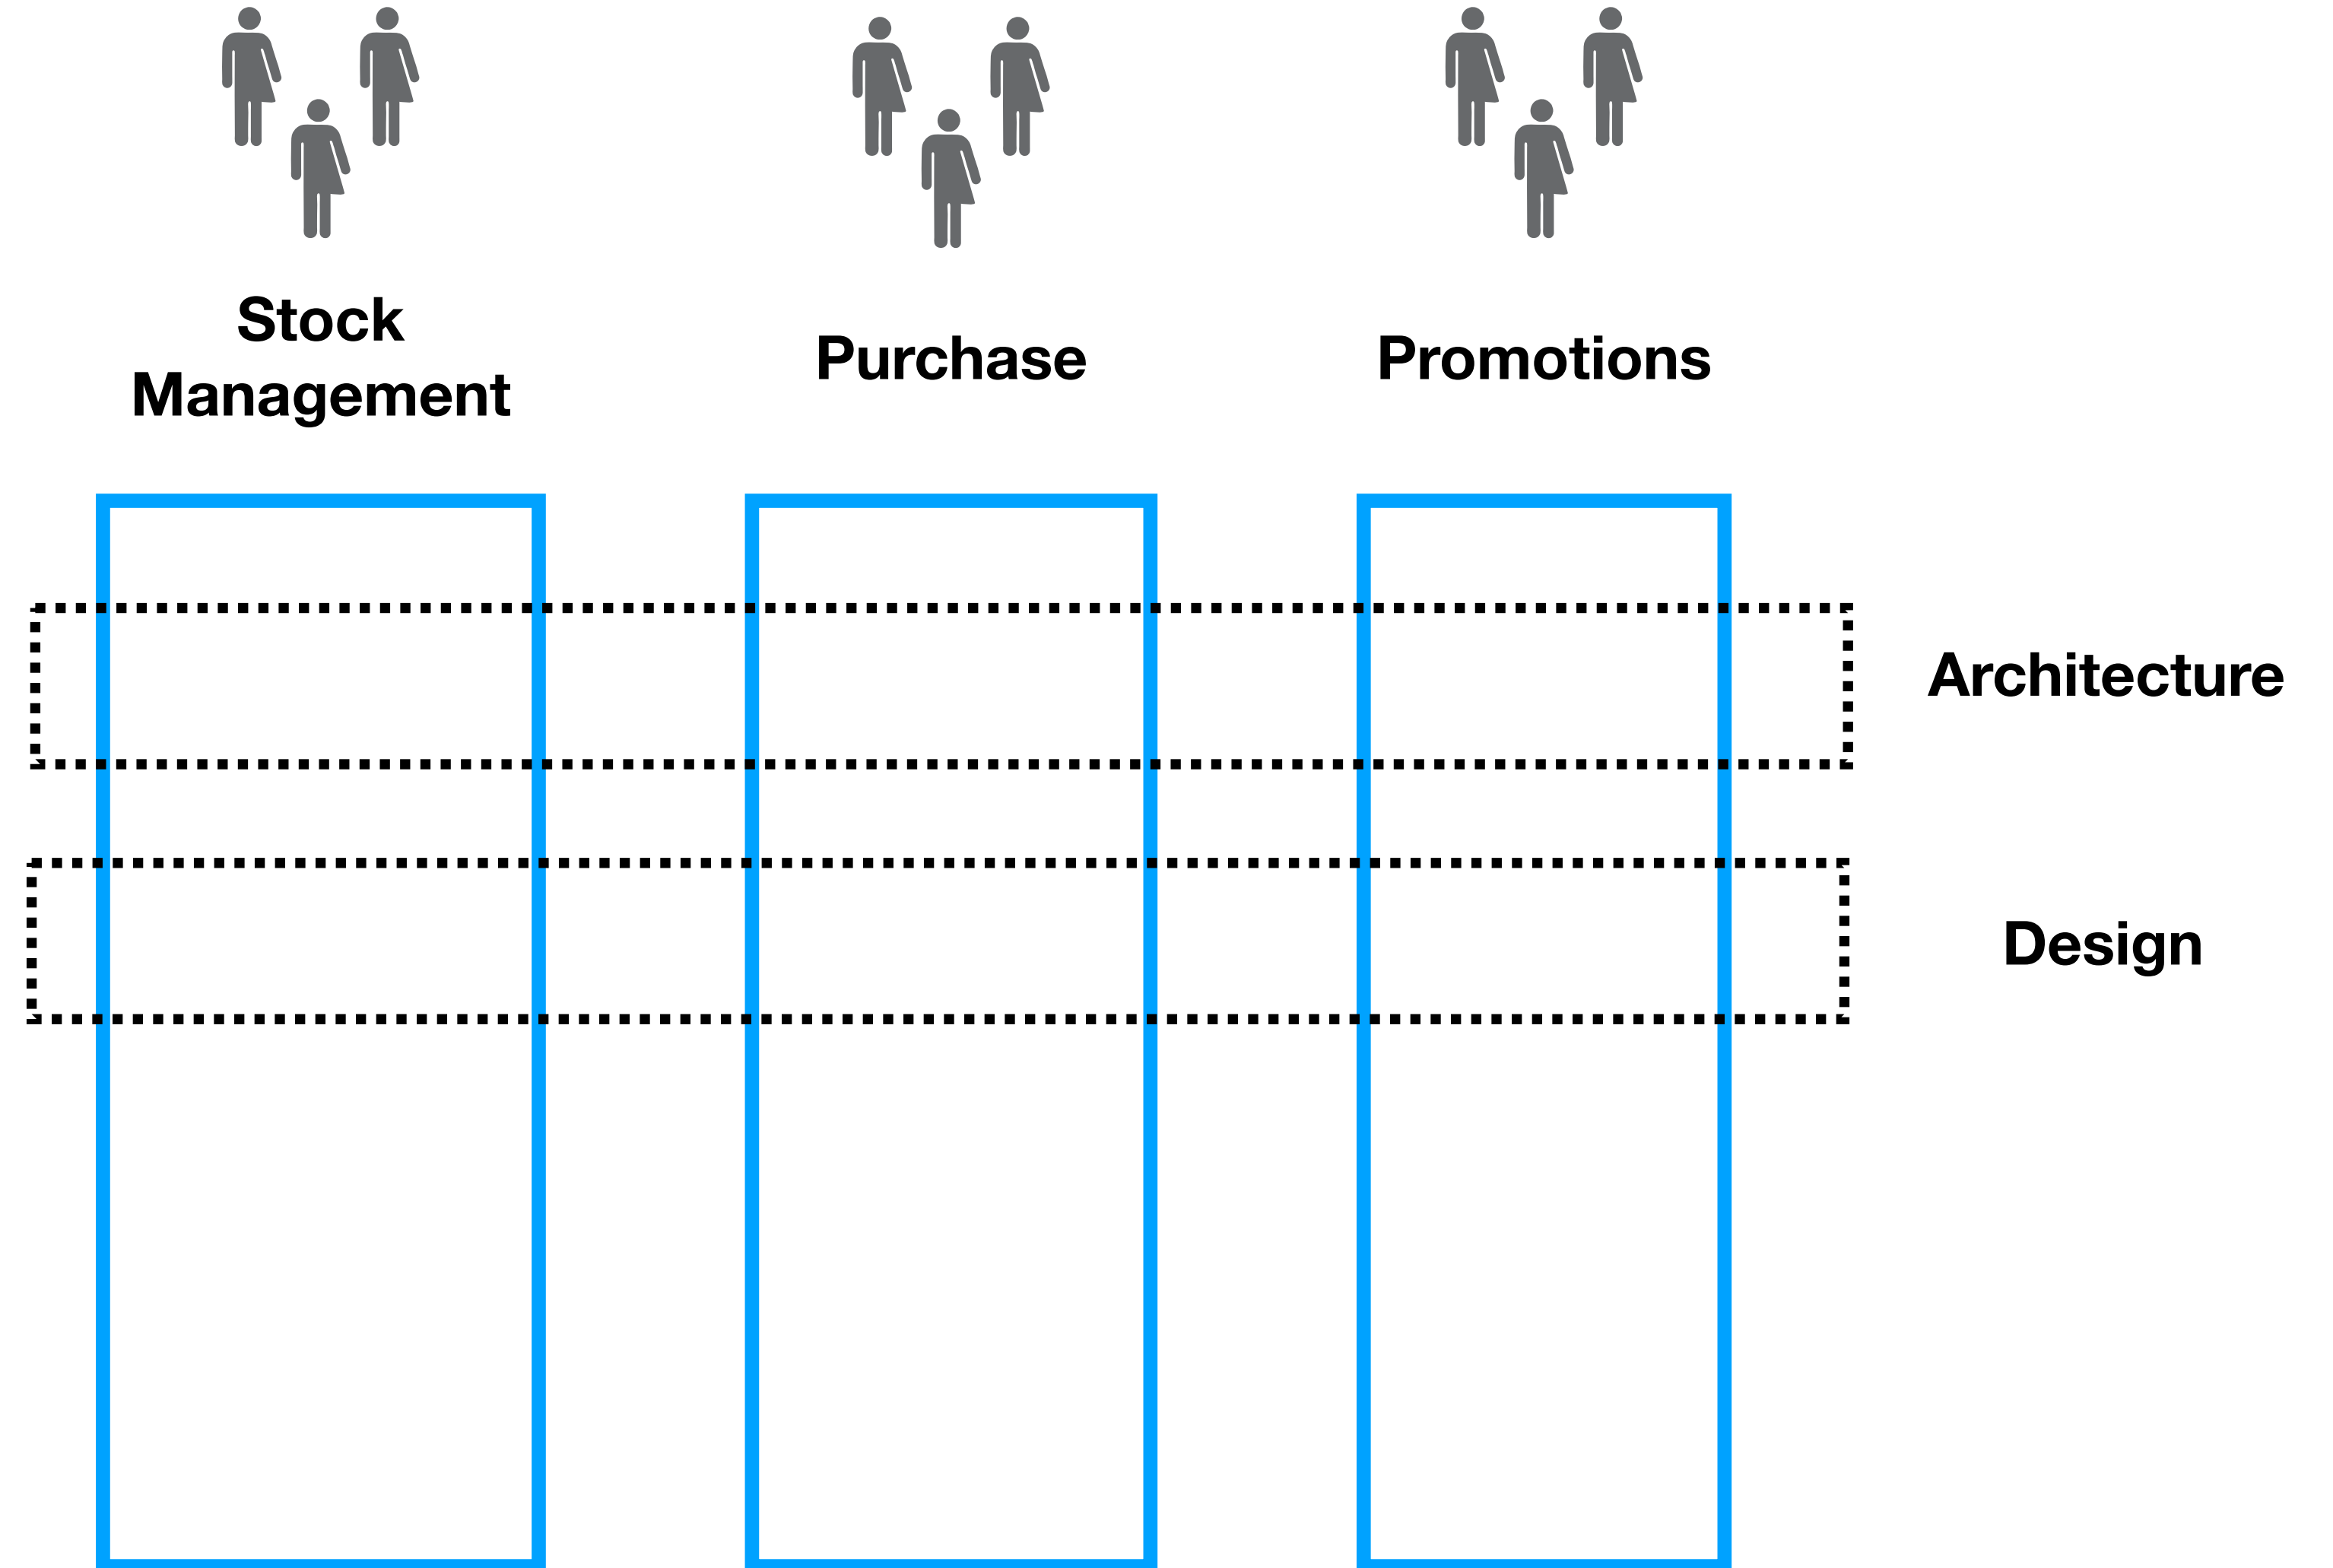 Stock
Management
Purchase
Promotions
Architecture
Design